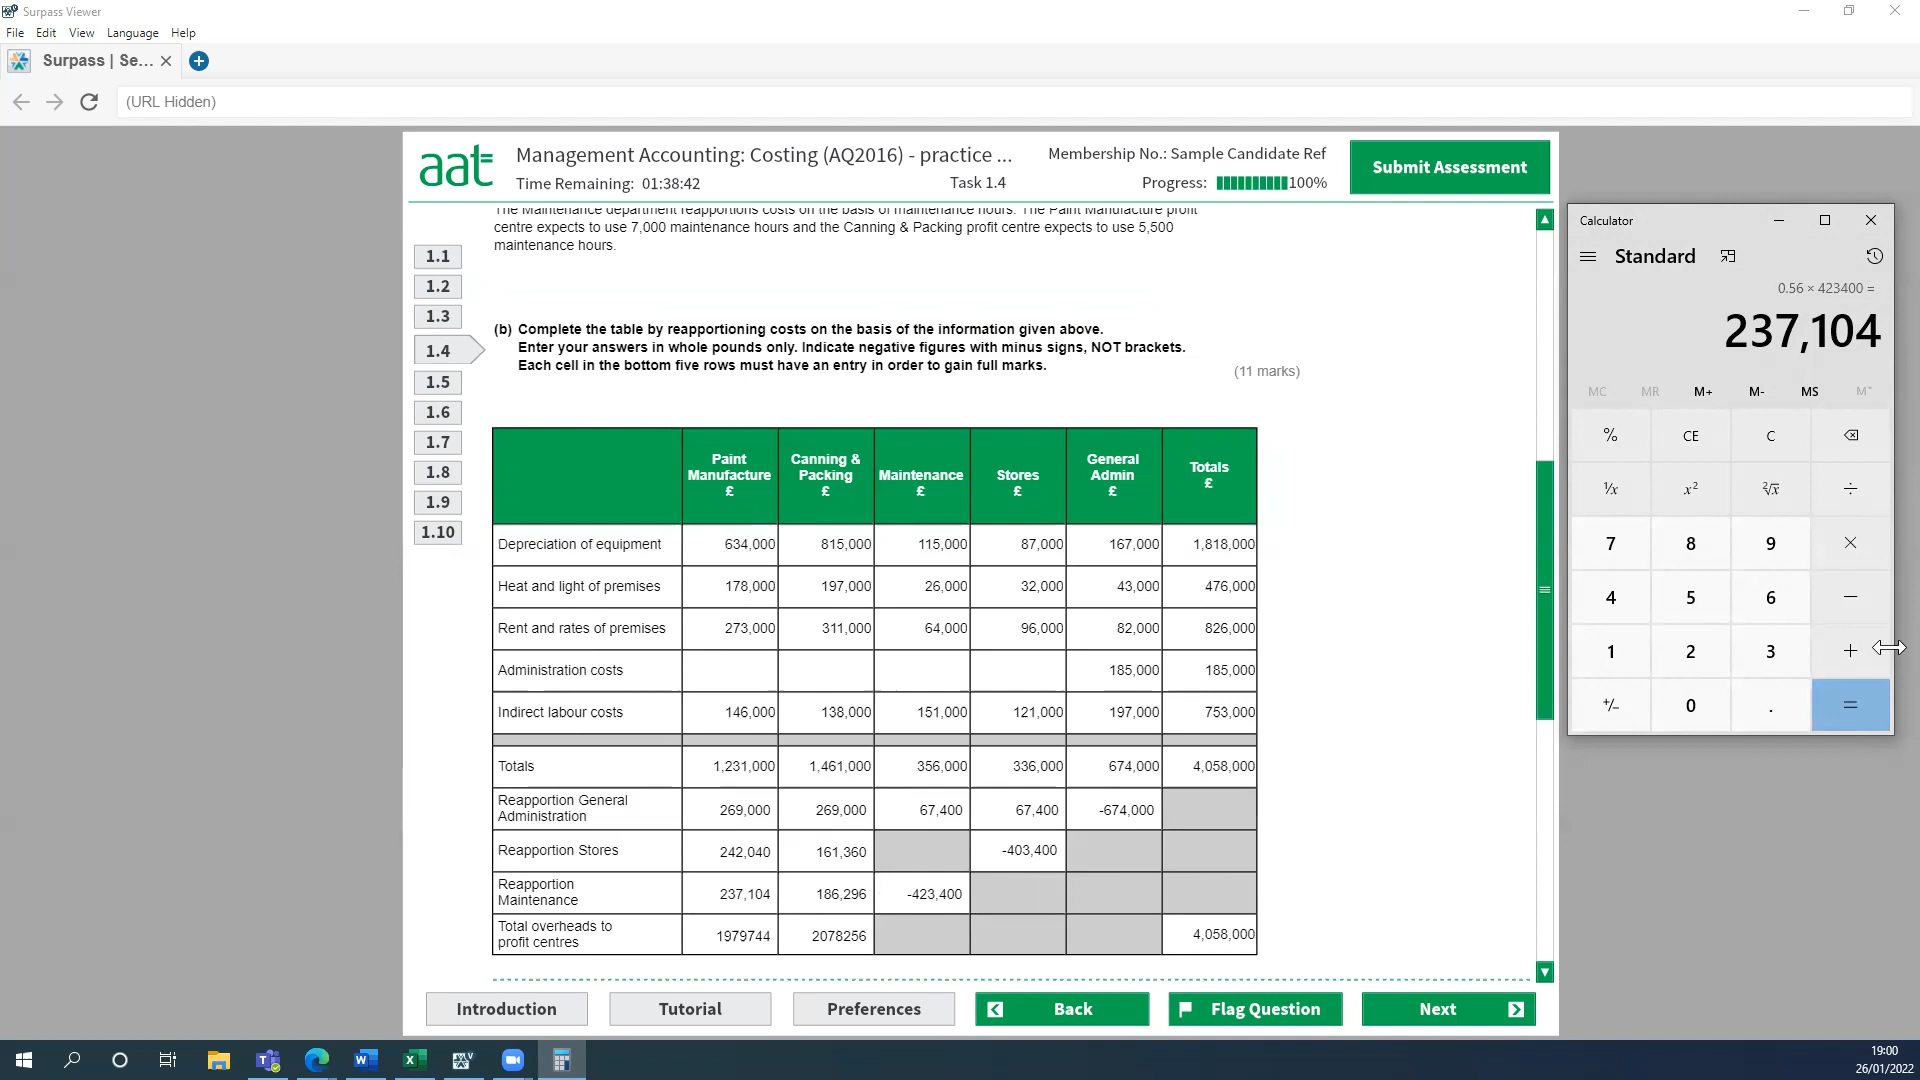 Surpass Viewer
File Edit View Language Help
Surpass | Se...
(URL Hidden)
aat
Management Accounting: Costing (AQ2016) - practice ...
Membership No.: Sample Candidate Ref
Submit Assessment
Time Remaining: 01:38:42
Task 1.4
Progress: 100%
The Maintenance department reapportions costs on the basis of maintenance hours. The Paint Manufacture profit
centre expects to use 7,000 maintenance hours and the Canning & Packing profit centre expects to use 5,500
maintenance hours.
1.1
1.2
1.3
1.4
1.5
1.6
1.7
1.8
1.9
1.10
(b) Complete the table by reapportioning costs on the basis of the information given above.
Enter your answers in whole pounds only. Indicate negative figures with minus signs, NOT brackets.
Each cell in the bottom five rows must have an entry in order to gain full marks.
(11 marks)
Paint Manufacture £ Canning & Packing £ Maintenance £ Stores £ General Admin £ Totals £
Depreciation of equipment 634,000 815,000 115,000 87,000 167,000 1,818,000
Heat and light of premises 178,000 197,000 26,000 32,000 43,000 476,000
Rent and rates of premises 273,000 311,000 64,000 96,000 82,000 826,000
Administration costs 185,000 185,000
Indirect labour costs 146,000 138,000 151,000 121,000 197,000 753,000
Totals 1,231,000 1,461,000 356,000 336,000 674,000 4,058,000
Reapportion General
Administration 269,000 269,000 67,400 67,400 -674,000
Reapportion Stores 242,040 161,360 -403,400
Reapportion
Maintenance 237,104 186,296 -423,400
Total overheads to
profit centres 1979744 2078256 4,058,000
Introduction Tutorial Preferences Back Flag Question Next
Calculator
Standard
0.56 × 423400 =
237,104
MC MR M+ M- MS M˅
% CE C
¹⁄x x² ²√x ÷
7 8 9 ×
4 5 6 −
1 2 3 +
+/- 0 . =
19:00
26/01/2022